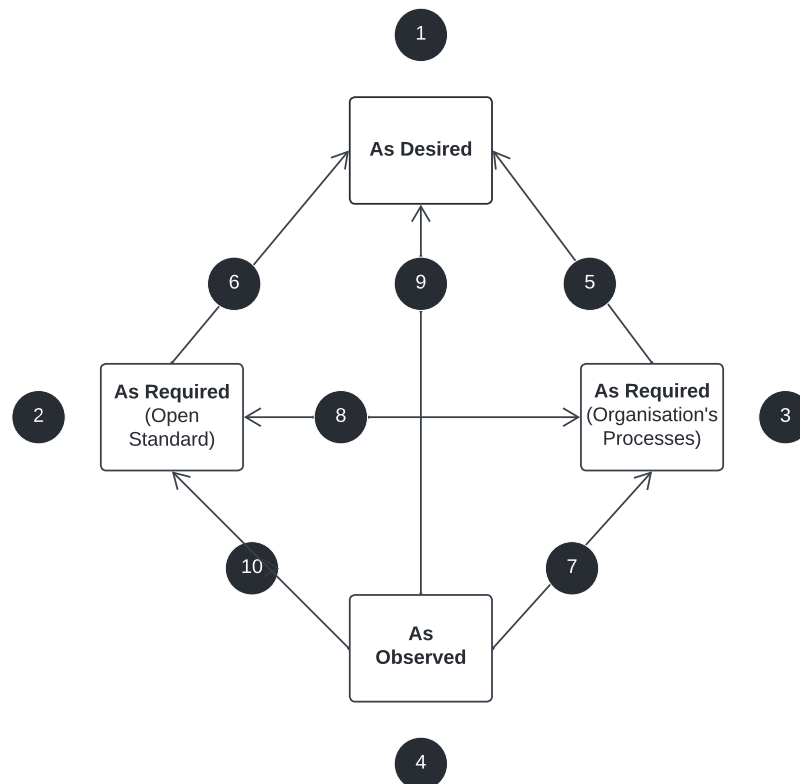 1
As Desired
6
9
5
As Required
(Open
Standard)
As Required
(Organisation's
Processes)
2
8
3
10
7
As
Observed
4